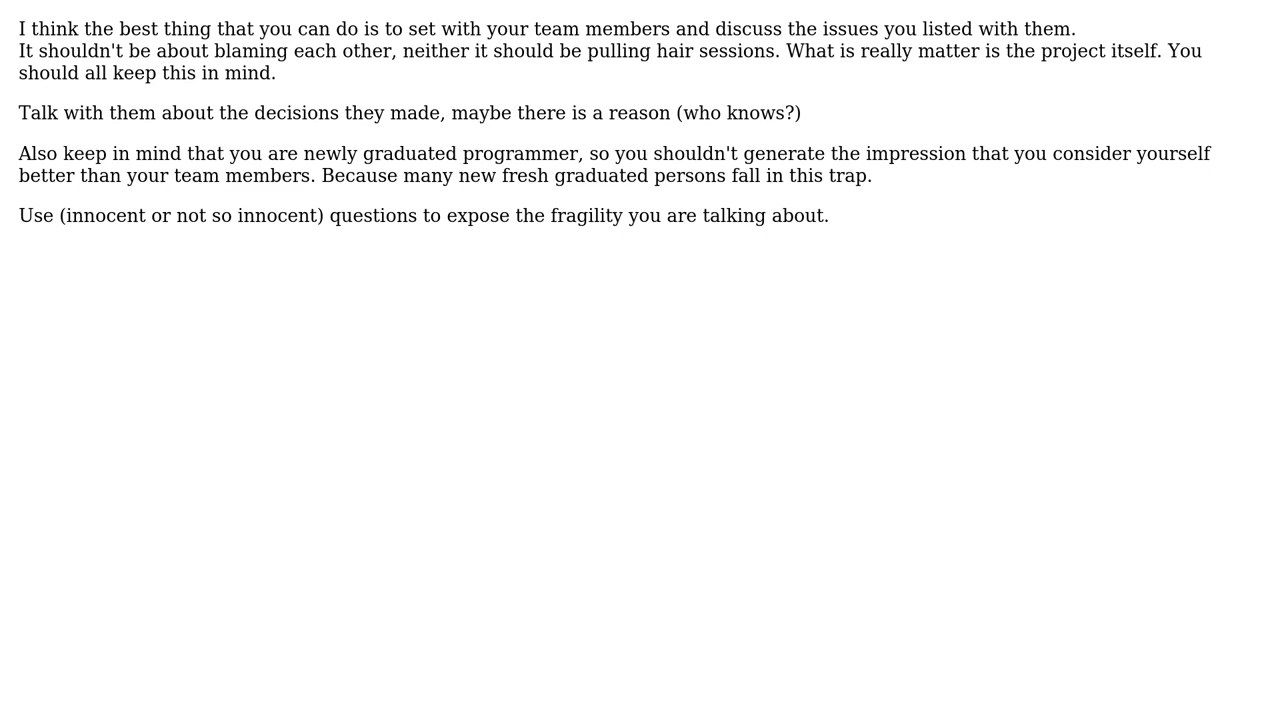 I think the best thing that you can do is to set with your team members and discuss the issues you listed with them.
It shouldn't be about blaming each other, neither it should be pulling hair sessions. What is really matter is the project itself. You
should all keep this in mind.
Talk with them about the decisions they made, maybe there is a reason (who knows?)
Also keep in mind that you are newly graduated programmer, so you shouldn't generate the impression that you consider yourself
better than your team members. Because many new fresh graduated persons fall in this trap.
Use (innocent or not so innocent) questions to expose the fragility you are talking about.